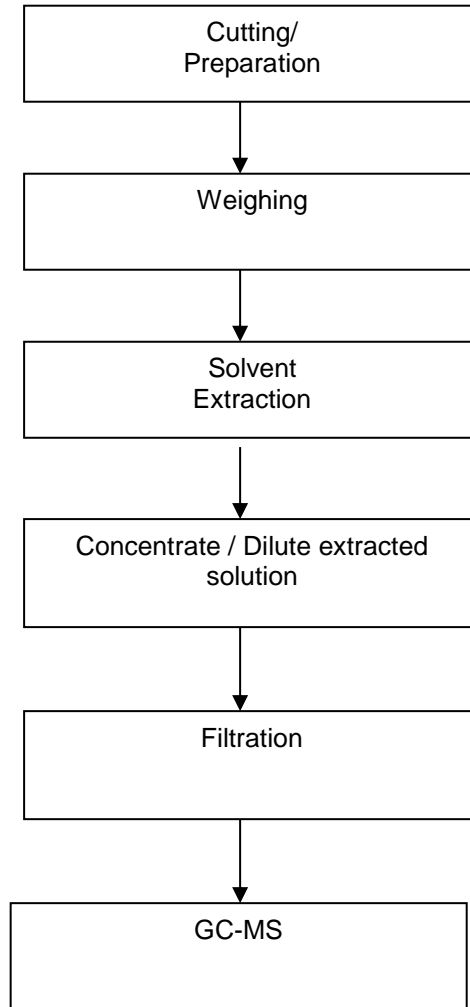 Cutting/
Preparation
Weighing
Solvent
Extraction
Concentrate / Dilute extracted
solution
Filtration
GC-MS